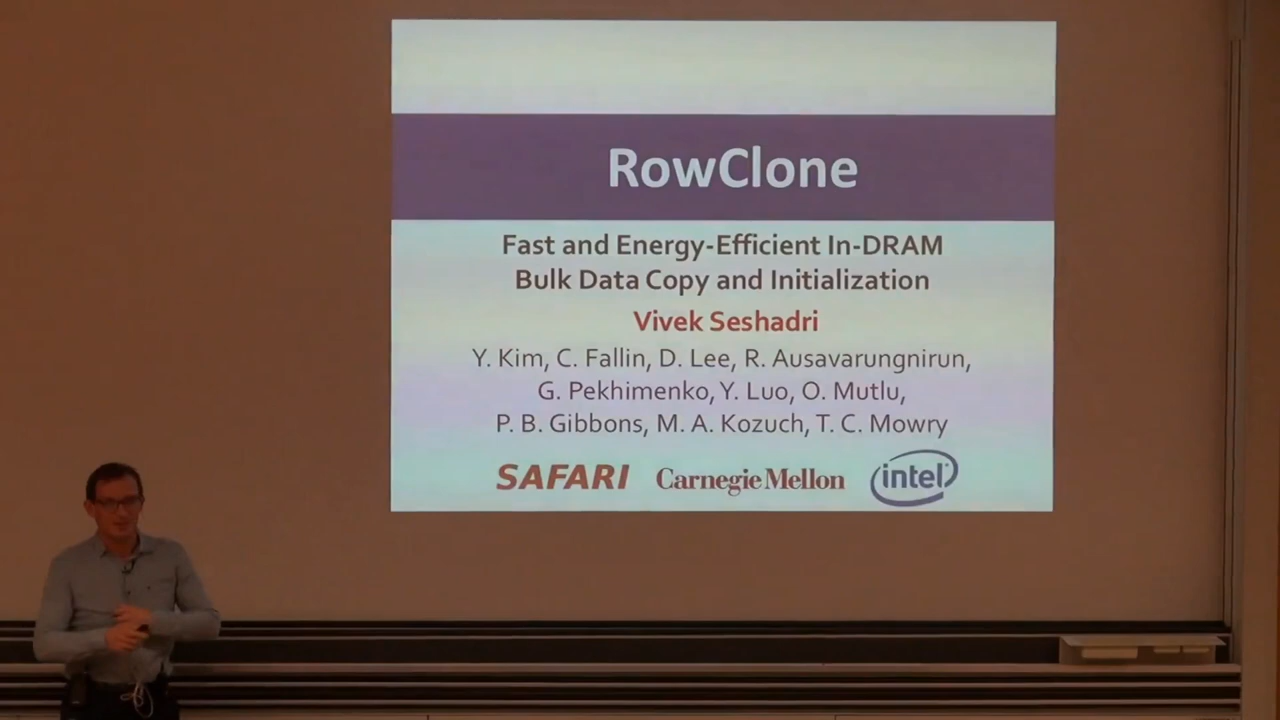 RowClone
Fast and Energy-Efficient In-DRAM
Bulk Data Copy and Initialization
Vivek Seshadri
Y. Kim, C. Fallin, D. Lee, R. Ausavarungnirun,
G. Pekhimenko, Y. Luo, O. Mutlu,
P. B. Gibbons, M. A. Kozuch, T. C. Mowry
SAFARI Carnegie Mellon intel